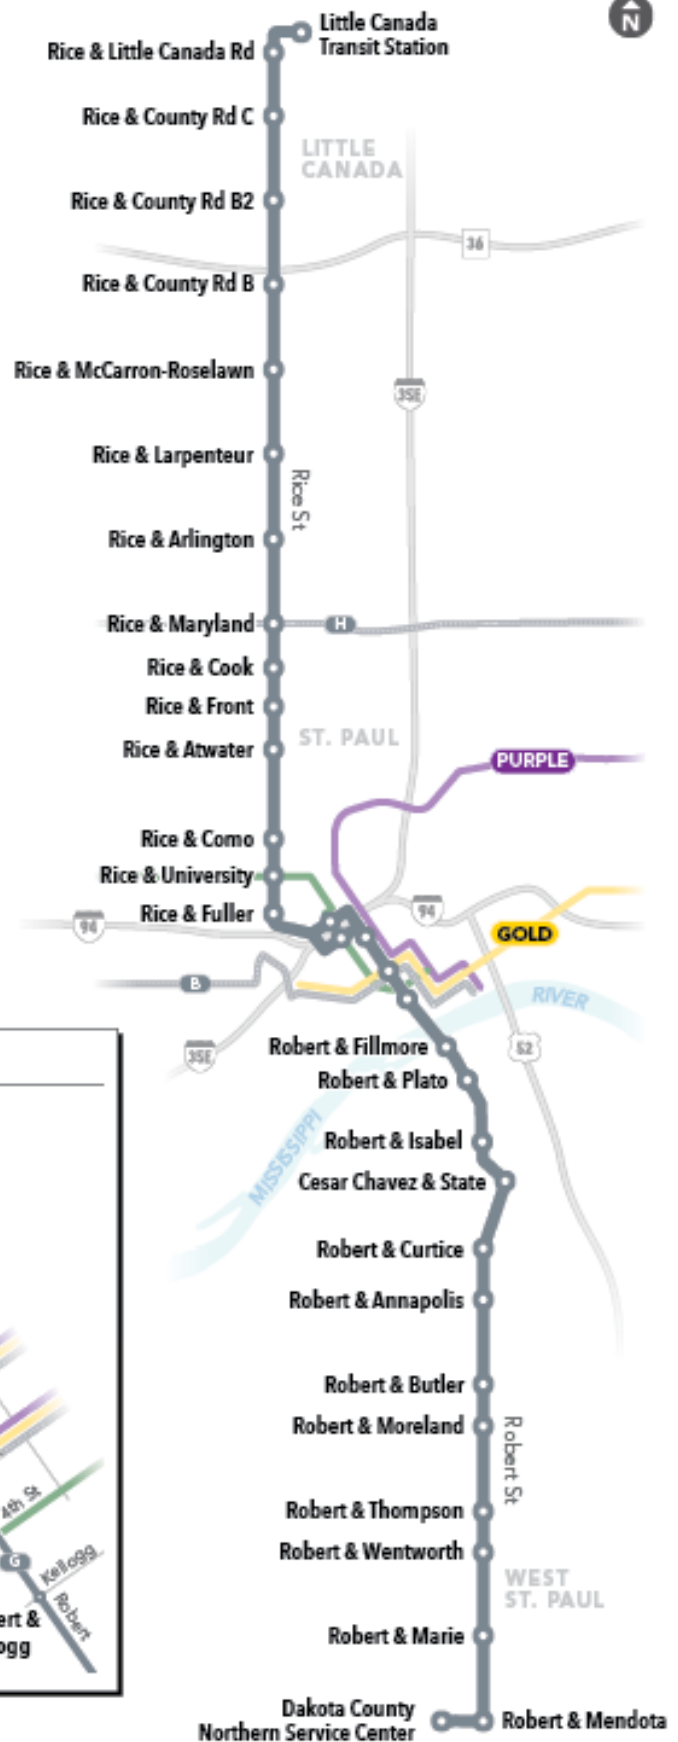 N
Little Canada
Transit Station
Rice & Little Canada Rd
Rice & County Rd C
LITTLE
CANADA
Rice & County Rd B2
36
Rice & County Rd B
Rice & McCarron-Roselawn
35E
Rice & Larpenteur
Rice St
Rice & Arlington
Rice & Maryland
H
Rice & Cook
Rice & Front
ST. PAUL
Rice & Atwater
PURPLE
Rice & Como
Rice & University
Rice & Fuller
94
94
GOLD
B
RIVER
35E
Robert & Fillmore
52
Robert & Plato
MISSISSIPPI
Robert & Isabel
Cesar Chavez & State
Robert & Curtice
Robert & Annapolis
Robert & Butler
Robert & Moreland
Robert St
4th St
Robert & Thompson
G
Kellogg
Robert & Wentworth
WEST
ST. PAUL
Robert
ert &
ogg
Robert & Marie
Dakota County
Northern Service Center
Robert & Mendota